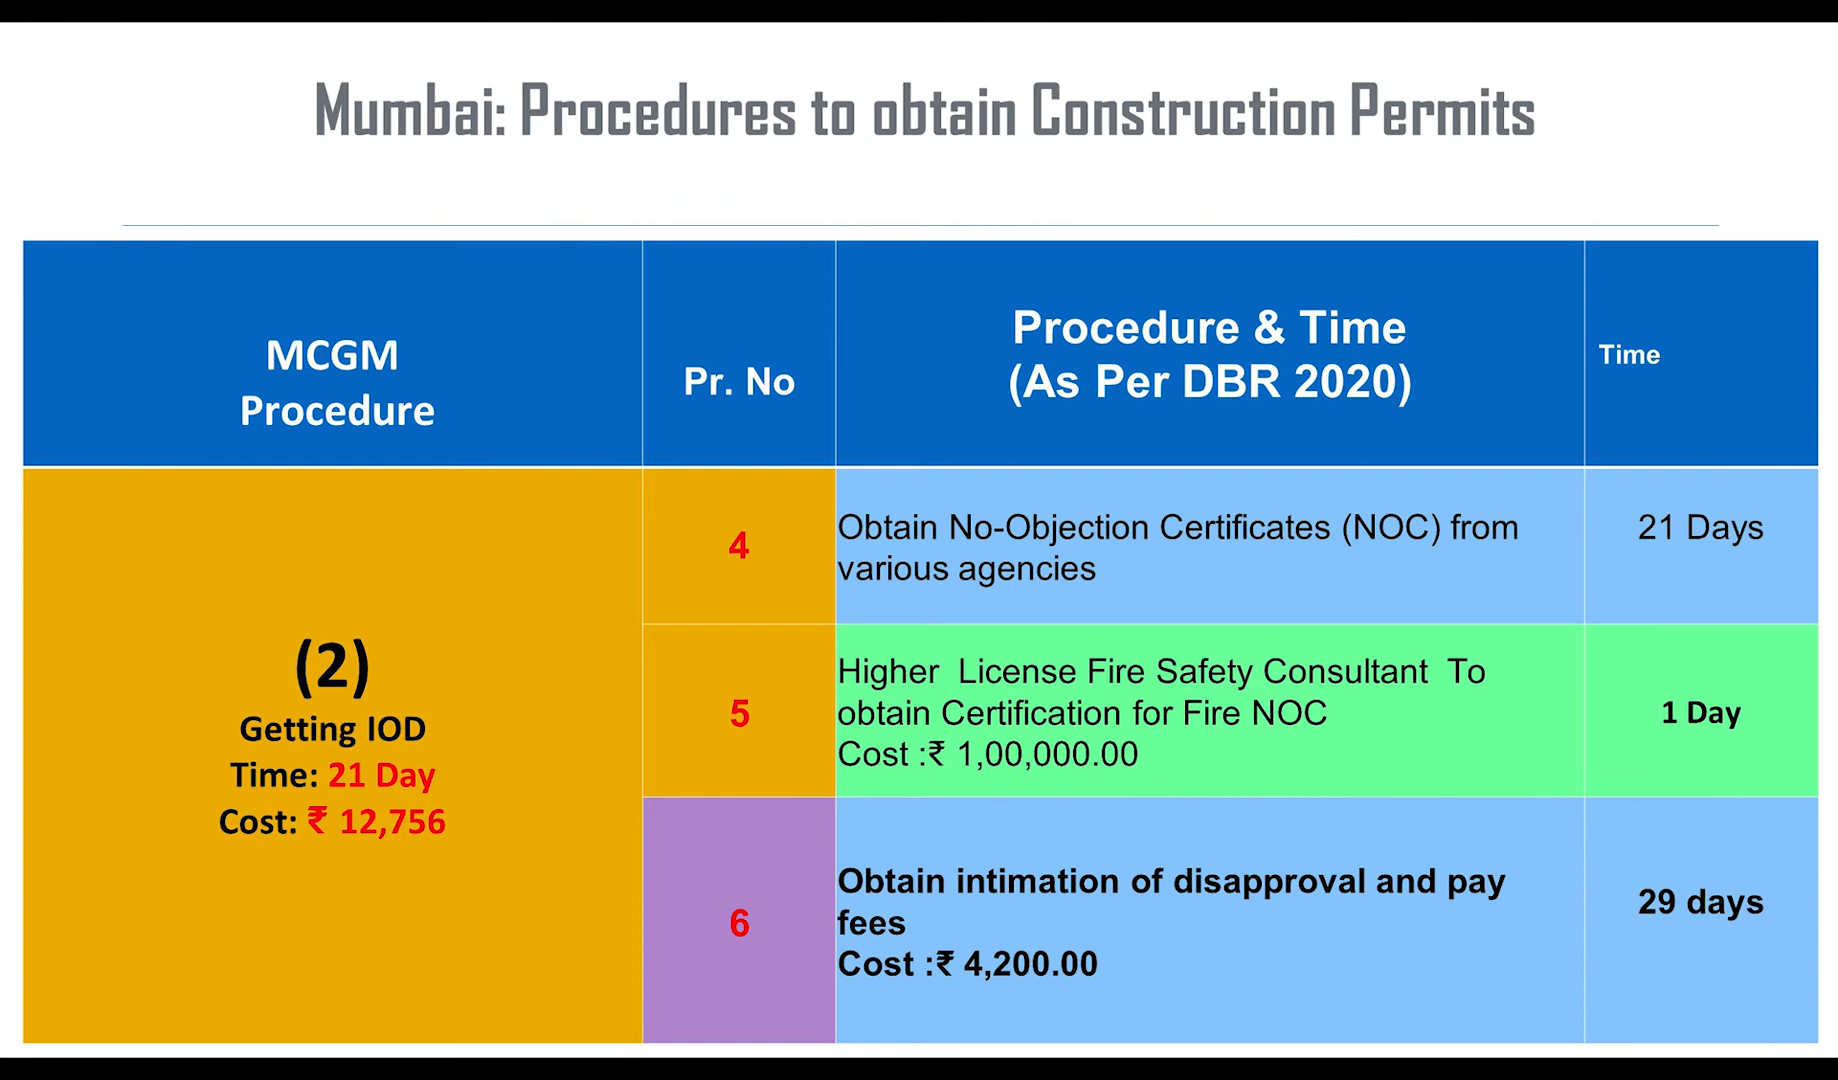 Mumbai: Procedures to obtain Construction Permits
MCGM
Procedure
Pr. No
Procedure & Time
(As Per DBR 2020)
Time
(2)
Getting IOD
Time: 21 Day
Cost: ₹ 12,756
4
Obtain No-Objection Certificates (NOC) from
various agencies
21 Days
5
Higher License Fire Safety Consultant To
obtain Certification for Fire NOC
Cost :₹ 1,00,000.00
1 Day
6
Obtain intimation of disapproval and pay
fees
Cost :₹ 4,200.00
29 days